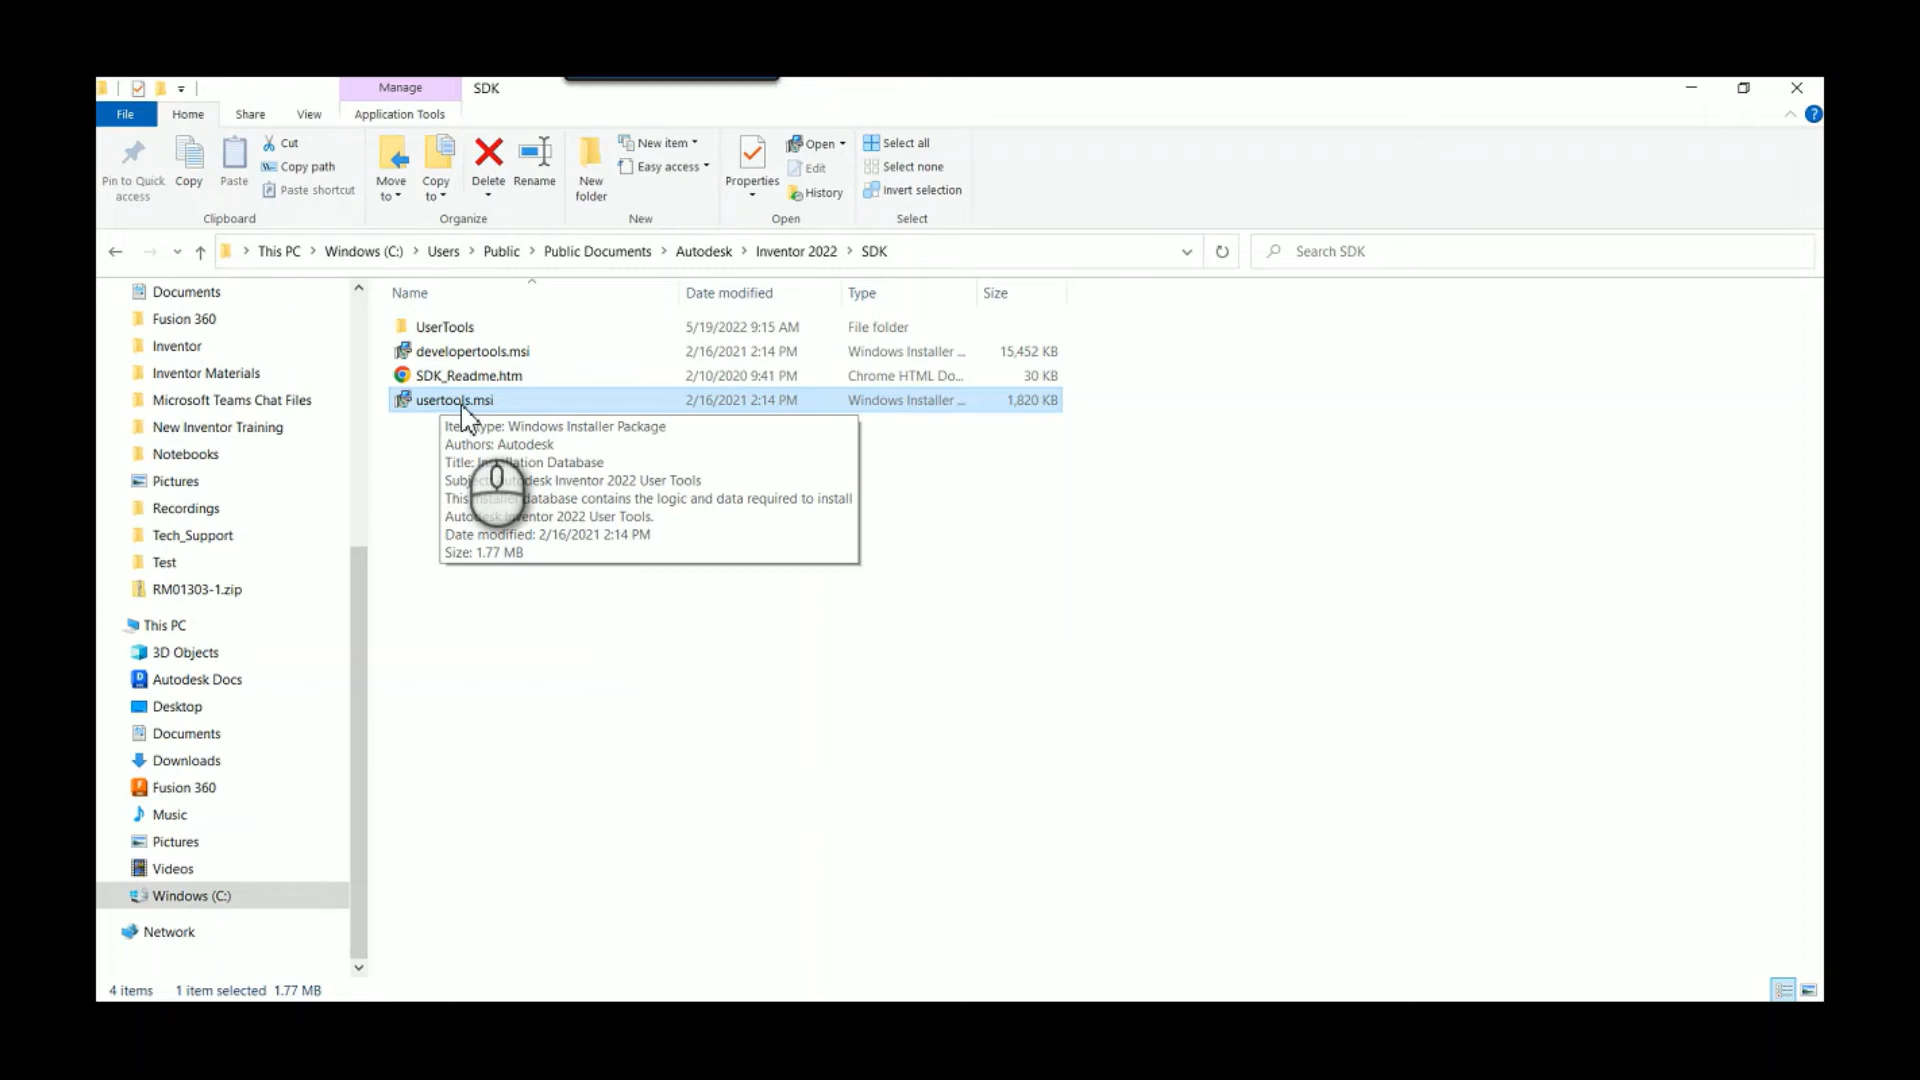 Manage
SDK
File
Home
Share
View
Application Tools
Pin to Quick access
Copy
Paste
Cut
Copy path
Paste shortcut
Clipboard
Move to
Copy to
Delete
Rename
Organize
New folder
New item
Easy access
New
Properties
Open
Edit
History
Open
Select all
Select none
Invert selection
Select
This PC > Windows (C:) > Users > Public > Public Documents > Autodesk > Inventor 2022 > SDK
Search SDK
Documents
Fusion 360
Inventor
Inventor Materials
Microsoft Teams Chat Files
New Inventor Training
Notebooks
Pictures
Recordings
Tech_Support
Test
RM01303-1.zip
This PC
3D Objects
Autodesk Docs
Desktop
Documents
Downloads
Fusion 360
Music
Pictures
Videos
Windows (C:)
Network
Name Date modified Type Size
UserTools 5/19/2022 9:15 AM File folder
developertools.msi 2/16/2021 2:14 PM Windows Installer ... 15,452 KB
SDK_Readme.htm 2/10/2020 9:41 PM Chrome HTML Do... 30 KB
usertools.msi 2/16/2021 2:14 PM Windows Installer ... 1,820 KB
Item type: Windows Installer Package
Authors: Autodesk
Title: Installation Database
Subject: Autodesk Inventor 2022 User Tools
This installer database contains the logic and data required to install
Autodesk Inventor 2022 User Tools.
Date modified: 2/16/2021 2:14 PM
Size: 1.77 MB
4 items 1 item selected 1.77 MB